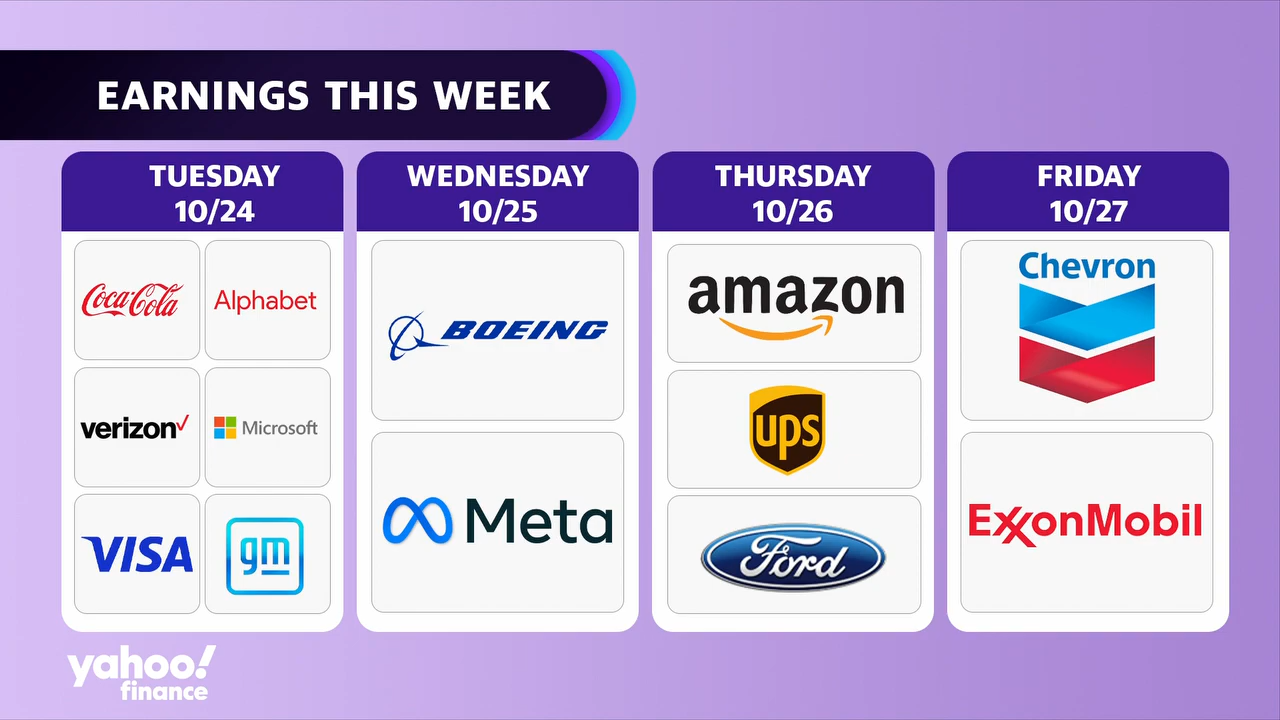 EARNINGS THIS WEEK
TUESDAY
10/24
Coca-Cola
Alphabet
verizon
Microsoft
VISA
gm
WEDNESDAY
10/25
BOEING
Meta
THURSDAY
10/26
amazon
ups
Ford
FRIDAY
10/27
Chevron
ExxonMobil
yahoo!
finance